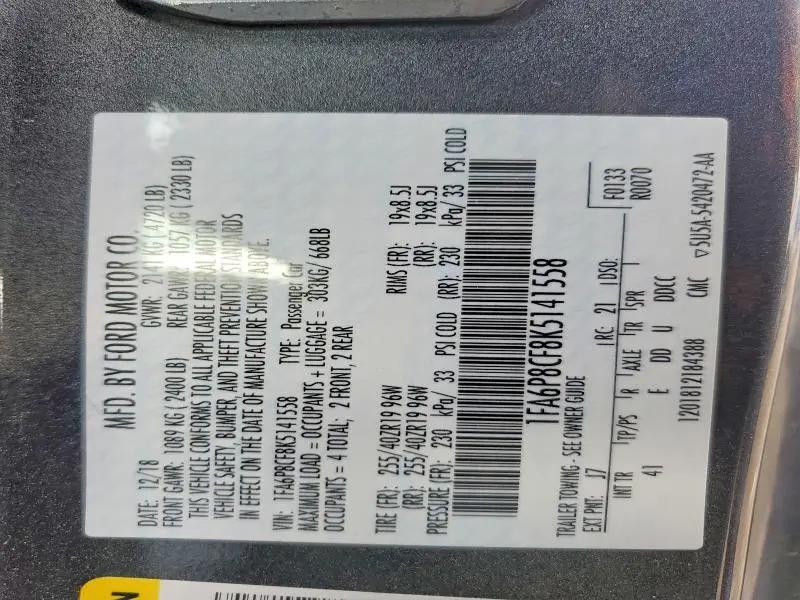 MFD. BY FORD MOTOR CO.
DATE: 12/18 GVWR: 2141 KG (4720 LB)
FRONT GAWR: 1089 KG (2400 LB) REAR GAWR: 1057 KG (2330 LB)
THIS VEHICLE CONFORMS TO ALL APPLICABLE FEDERAL MOTOR
VEHICLE SAFETY, BUMPER, AND THEFT PREVENTION STANDARDS
IN EFFECT ON THE DATE OF MANUFACTURE SHOWN ABOVE.
VIN: 1FA6P8CF8K5141558 TYPE: Passenger Car
MAXIMUM LOAD = OCCUPANTS + LUGGAGE = 303KG/ 668LB
OCCUPANTS = 4 TOTAL; 2 FRONT, 2 REAR
TIRE (FR): 255/40ZR19 96W RIMS (FR): 19x8.5J
(RR): 255/40ZR19 96W (RR): 19x8.5J
PRESSURE (FR): 230 kPa/ 33 PSI COLD (RR): 230 kPa/ 33 PSI COLD
1FA6P8CF8K5141558
TRAILER TOWING - SEE OWNER GUIDE F0133
EXT PNT: J7 RC: 21 DSO: R0070
INT TR TP/PS R AXLE TR SPR
41 E DD U DDCC
1201812184388 CMC ▽5U5A-5420472-AA
N